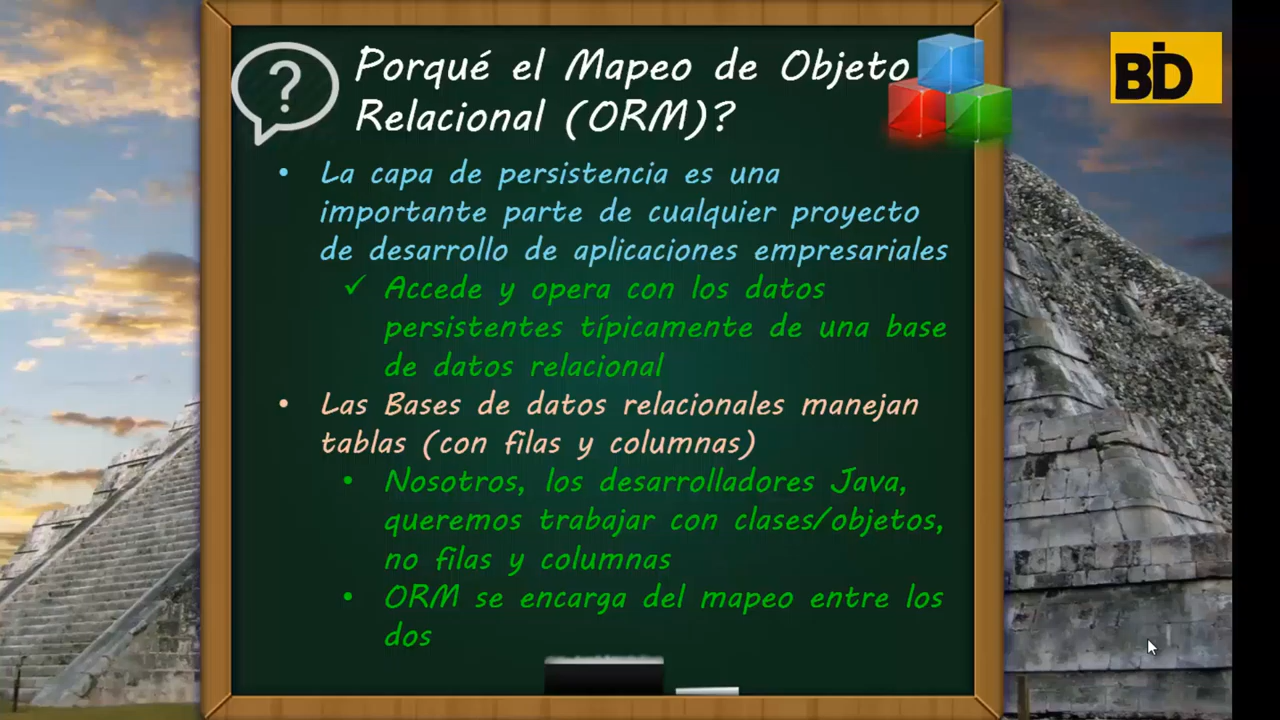 Porqué el Mapeo de Objeto
Relacional (ORM)?
BID
• La capa de persistencia es una
importante parte de cualquier proyecto
de desarrollo de aplicaciones empresariales
✓ Accede y opera con los datos
persistentes típicamente de una base
de datos relacional
• Las Bases de datos relacionales manejan
tablas (con filas y columnas)
• Nosotros, los desarrolladores Java,
queremos trabajar con clases/objetos,
no filas y columnas
• ORM se encarga del mapeo entre los
dos